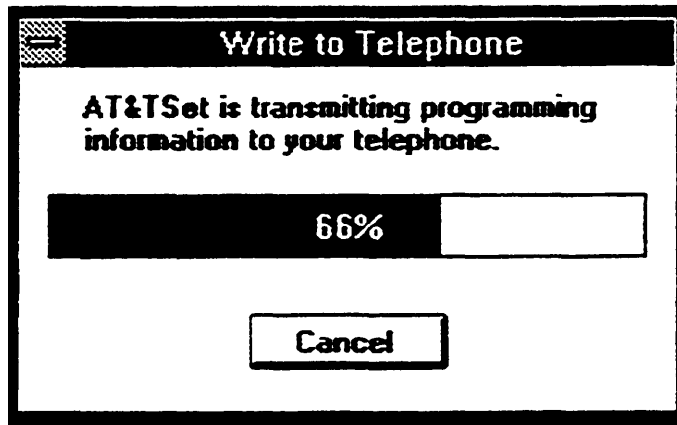 Write to Telephone
AT&TSet is transmitting programming
information to your telephone.
66%
Cancel